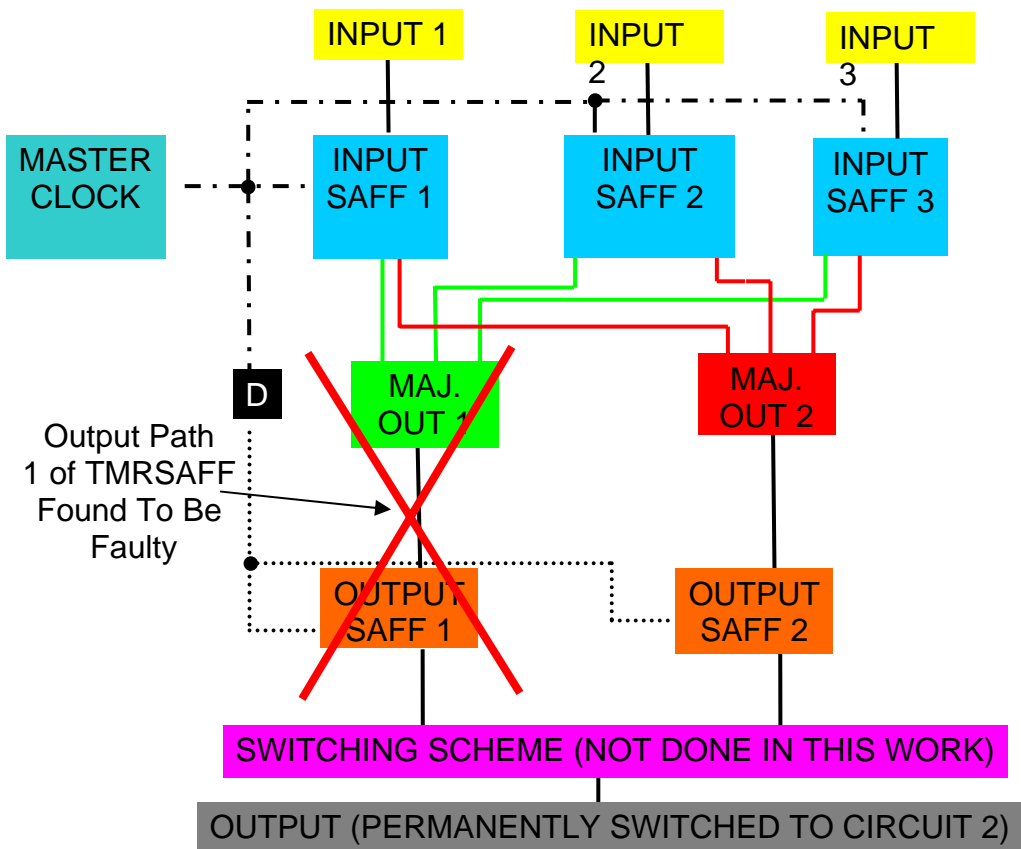 INPUT 1
INPUT
2
INPUT
3
MASTER
CLOCK
INPUT
SAFF 1
INPUT
SAFF 2
INPUT
SAFF 3
D
MAJ.
OUT 1
MAJ.
OUT 2
Output Path
1 of TMRSAFF
Found To Be
Faulty
OUTPUT
SAFF 1
OUTPUT
SAFF 2
SWITCHING SCHEME (NOT DONE IN THIS WORK)
OUTPUT (PERMANENTLY SWITCHED TO CIRCUIT 2)